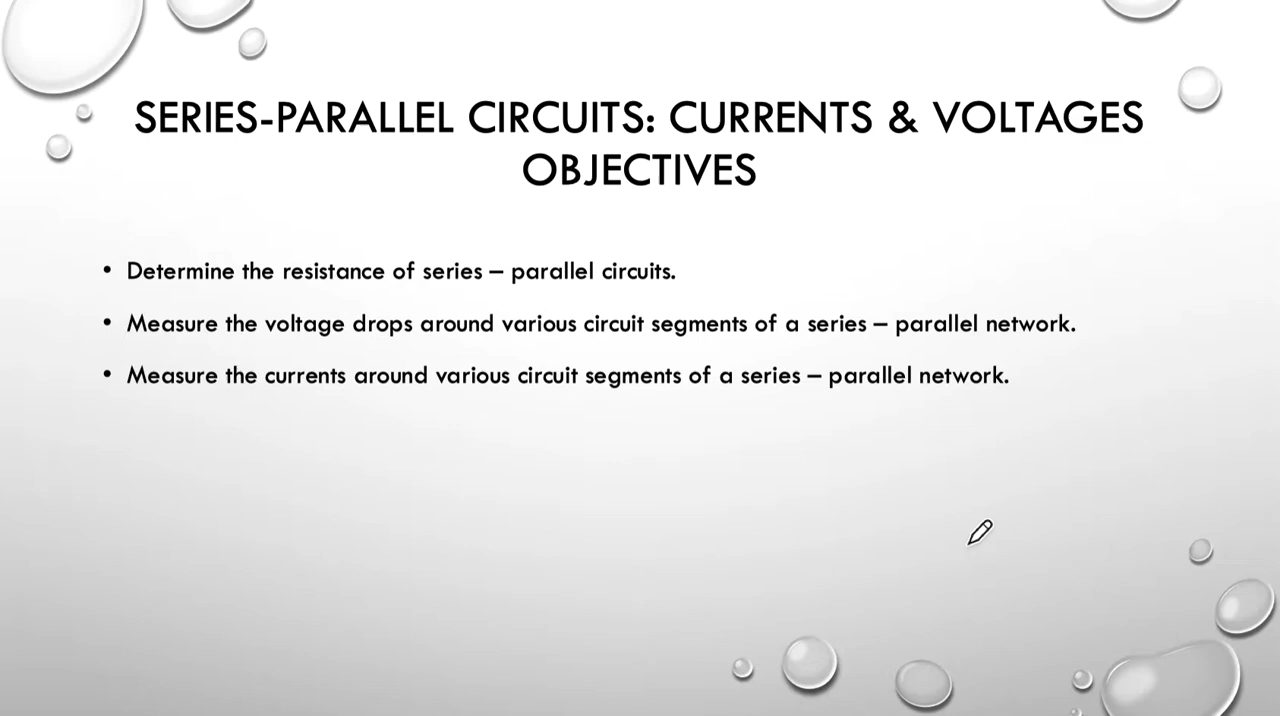 SERIES-PARALLEL CIRCUITS: CURRENTS & VOLTAGES
OBJECTIVES
• Determine the resistance of series – parallel circuits.
• Measure the voltage drops around various circuit segments of a series – parallel network.
• Measure the currents around various circuit segments of a series – parallel network.